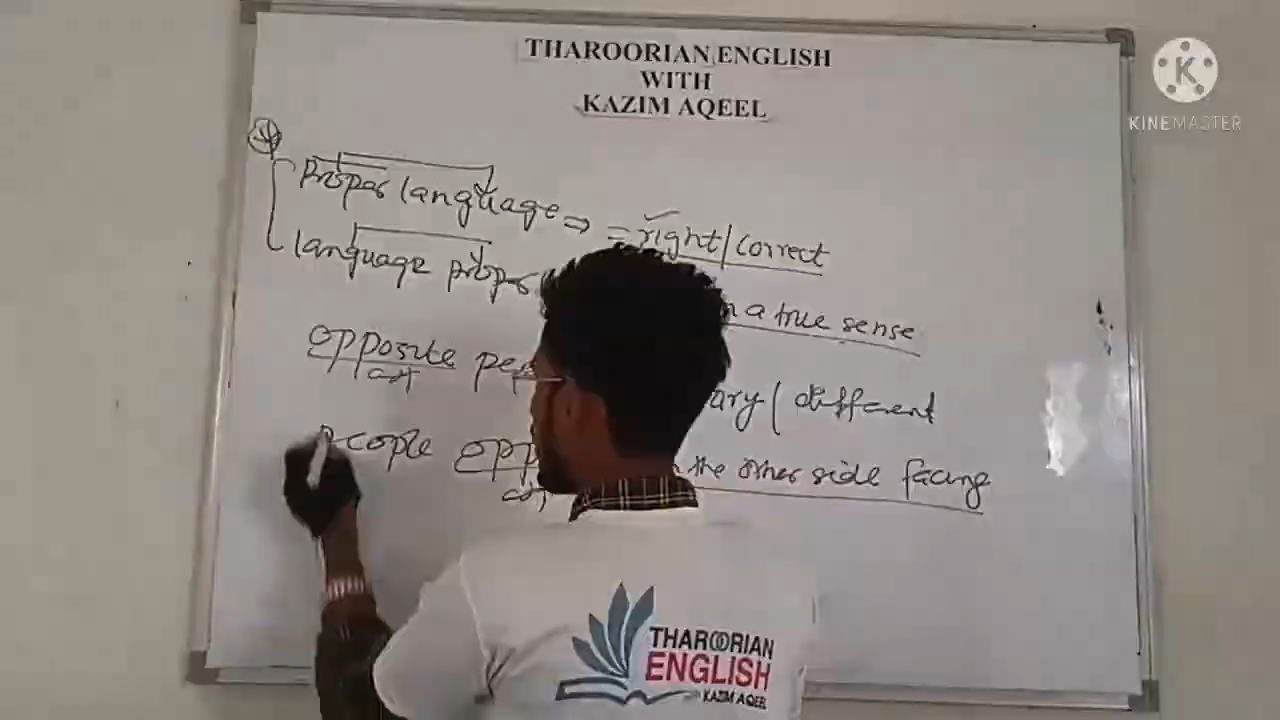 THAROORIAN ENGLISH
WITH
KAZIM AQEEL
K
KINEMASTER
Proper language ⇒ = right/correct
language proper
n a true sense
opposite
ary / different
People opp
the other side facing
THAROORIAN
ENGLISH
KAZIM AQEEL